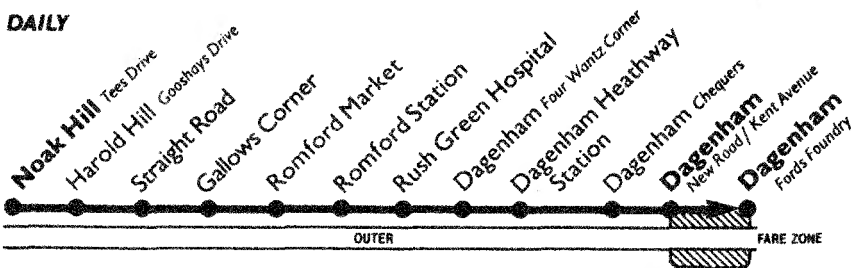 DAILY
Noak Hill Tees Drive
Harold Hill Gooshays Drive
Straight Road
Gallows Corner
Romford Market
Romford Station
Rush Green Hospital
Dagenham Four Wantz Corner
Dagenham Heathway
Station
Dagenham Chequers
Dagenham
New Road / Kent Avenue
Dagenham
Fords Foundry
OUTER
FARE ZONE